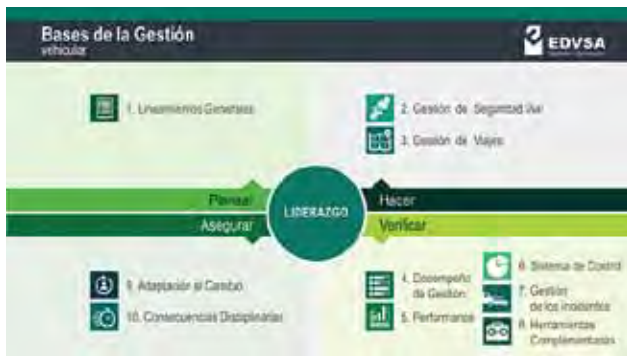 Bases de la Gestión
vehicular
EDVSA
1. Lineamientos Generales
2. Gestión de Seguridad Vial
3. Gestión de Viajes
Planear
Hacer
LIDERAZGO
Asegurar
Verificar
9. Adaptación al Cambio
10. Consecuencias Disciplinarias
4. Desempeño
de Gestión
5. Performance
6. Sistema de Control
7. Gestión
de los incidentes
8. Herramientas
Complementarias